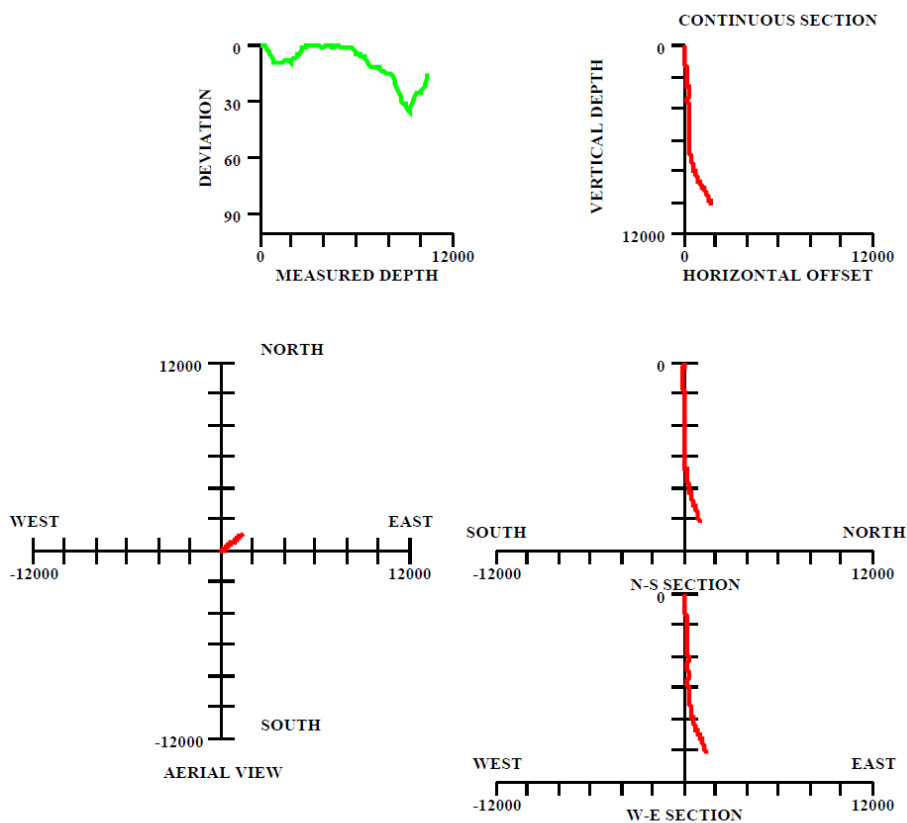 CONTINUOUS SECTION
0
30
60
90
DEVIATION
0
12000
MEASURED DEPTH
0
VERTICAL DEPTH
12000
0
12000
HORIZONTAL OFFSET
NORTH
12000
WEST
EAST
-12000
12000
SOUTH
-12000
AERIAL VIEW
0
SOUTH
NORTH
-12000
12000
N-S SECTION
0
WEST
EAST
-12000
12000
W-E SECTION